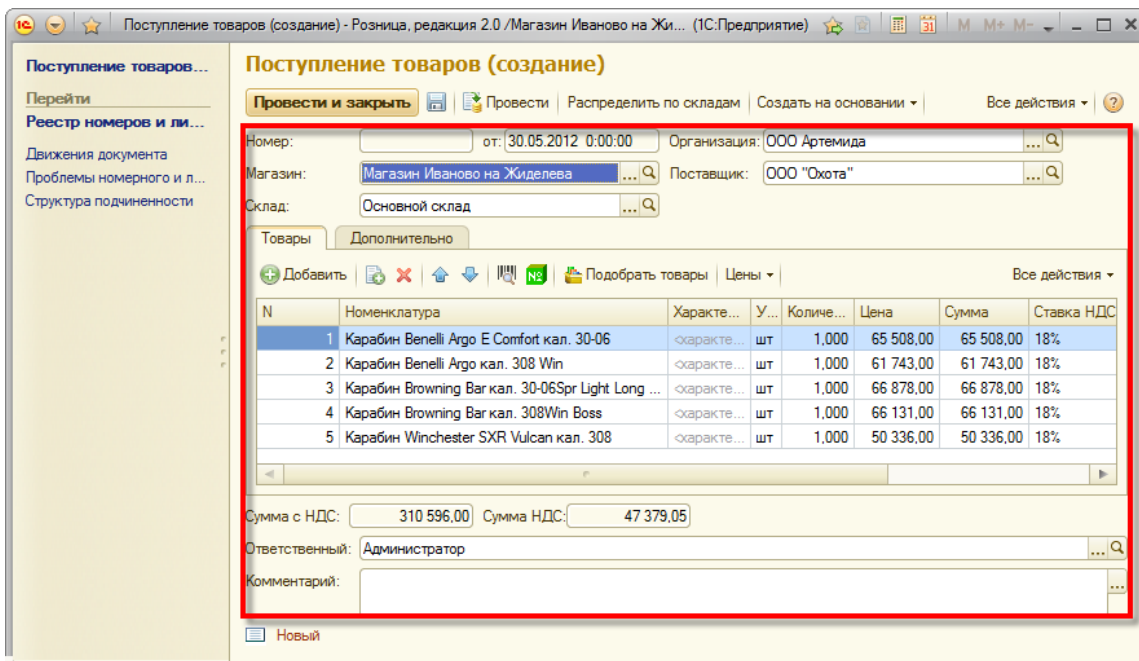 Поступление товаров (создание) - Розница, редакция 2.0 /Магазин Иваново на Жи... (1С:Предприятие) M M+ M-
Поступление товаров...
Перейти
Реестр номеров и ли...
Движения документа
Проблемы номерного и л...
Структура подчиненности
Поступление товаров (создание)
Провести и закрыть Провести Распределить по складам Создать на основании Все действия
Номер: от: 30.05.2012 0:00:00 Организация: ООО Артемида ...
Магазин: Магазин Иваново на Жиделева ... Поставщик: ООО "Охота" ...
Склад: Основной склад ...
Товары Дополнительно
Добавить № Подобрать товары Цены Все действия
N Номенклатура Характе... У... Количе... Цена Сумма Ставка НДС
1 Карабин Benelli Argo E Comfort кал. 30-06 <характе... шт 1,000 65 508,00 65 508,00 18%
2 Карабин Benelli Argo кал. 308 Win <характе... шт 1,000 61 743,00 61 743,00 18%
3 Карабин Browning Bar кал. 30-06Spr Light Long ... <характе... шт 1,000 66 878,00 66 878,00 18%
4 Карабин Browning Bar кал. 308Win Boss <характе... шт 1,000 66 131,00 66 131,00 18%
5 Карабин Winchester SXR Vulcan кал. 308 <характе... шт 1,000 50 336,00 50 336,00 18%
Сумма с НДС: 310 596,00 Сумма НДС: 47 379,05
Ответственный: Администратор ...
Комментарий: ...
Новый